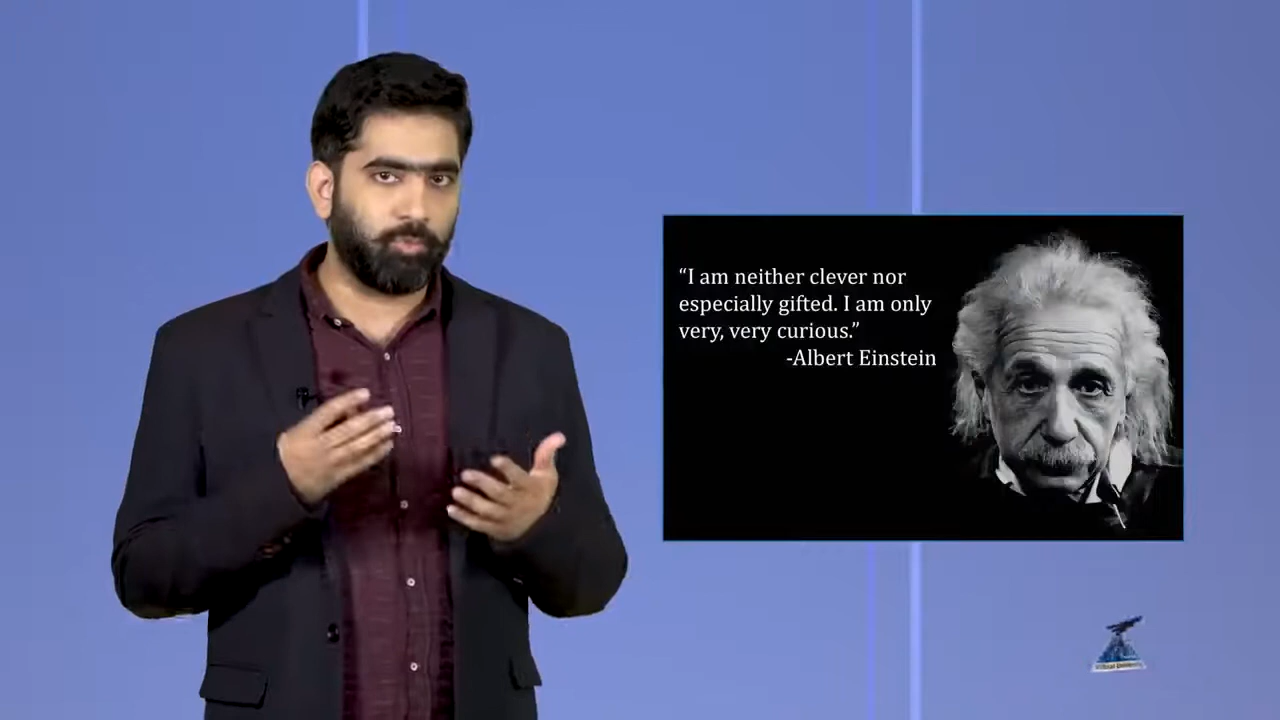 “I am neither clever nor
especially gifted. I am only
very, very curious.”
-Albert Einstein